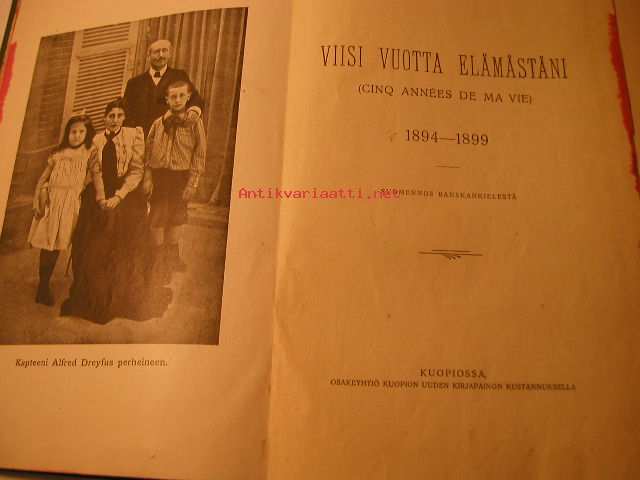 Kapteeni Alfred Dreyfus perheineen.
VIISI VUOTTA ELÄMÄSTÄNI
(CINQ ANNÉES DE MA VIE)
1894—1899
Antikvariaatti.net
SUOMENNOS RANSKANKIELESTÄ
KUOPIOSSA,
OSAKEYHTIÖ KUOPION UUDEN KIRJAPAINON KUSTANNUKSELLA